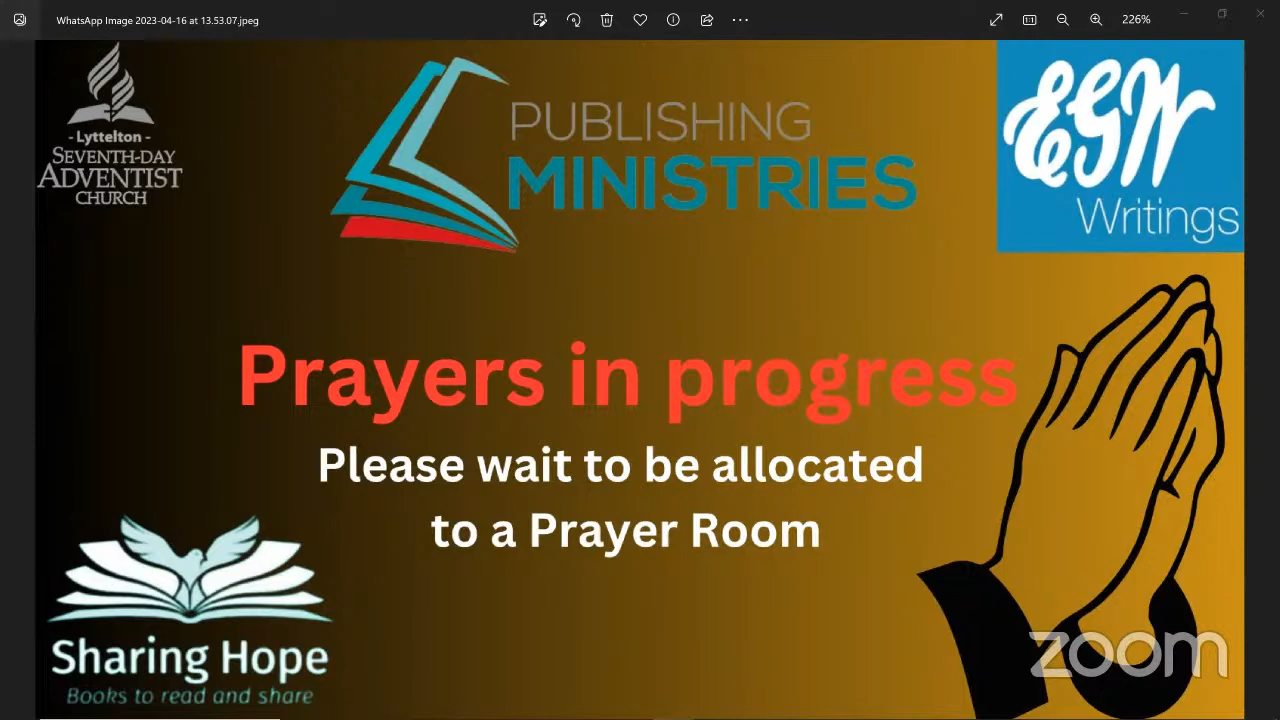 WhatsApp Image 2023-04-16 at 13.53.07.jpeg
226%
- Lyttelton -
SEVENTH-DAY
ADVENTIST
CHURCH
PUBLISHING
MINISTRIES
EGW
Writings
Prayers in progress
Please wait to be allocated
to a Prayer Room
Sharing Hope
Books to read and share
zoom